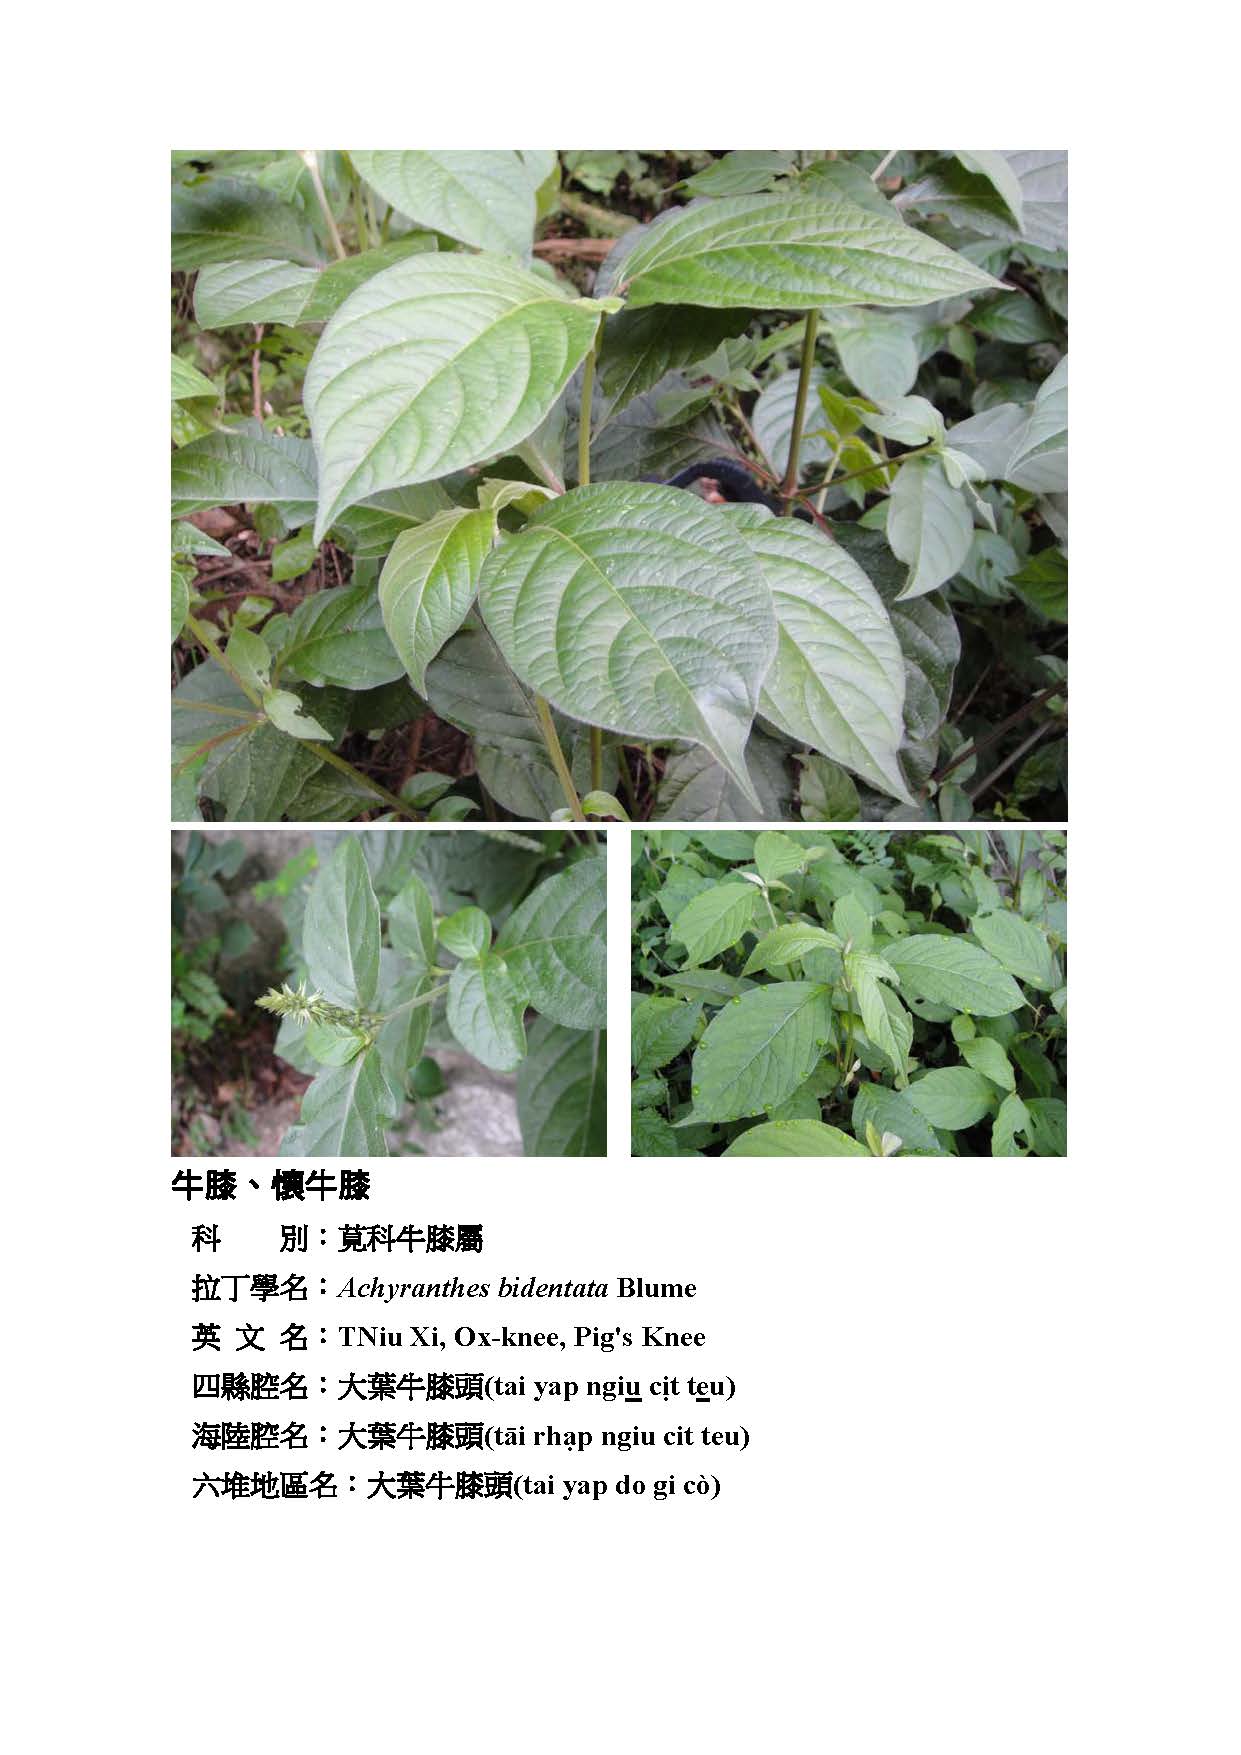 牛膝、懷牛膝
科　　別：莧科牛膝屬
拉丁學名：Achyranthes bidentata Blume
英 文 名：TNiu Xi, Ox-knee, Pig's Knee
四縣腔名：大葉牛膝頭(tai yap ngiu cịt teu)
海陸腔名：大葉牛膝頭(tāi rhạp ngiu cit teu)
六堆地區名：大葉牛膝頭(tai yap do gi cò)